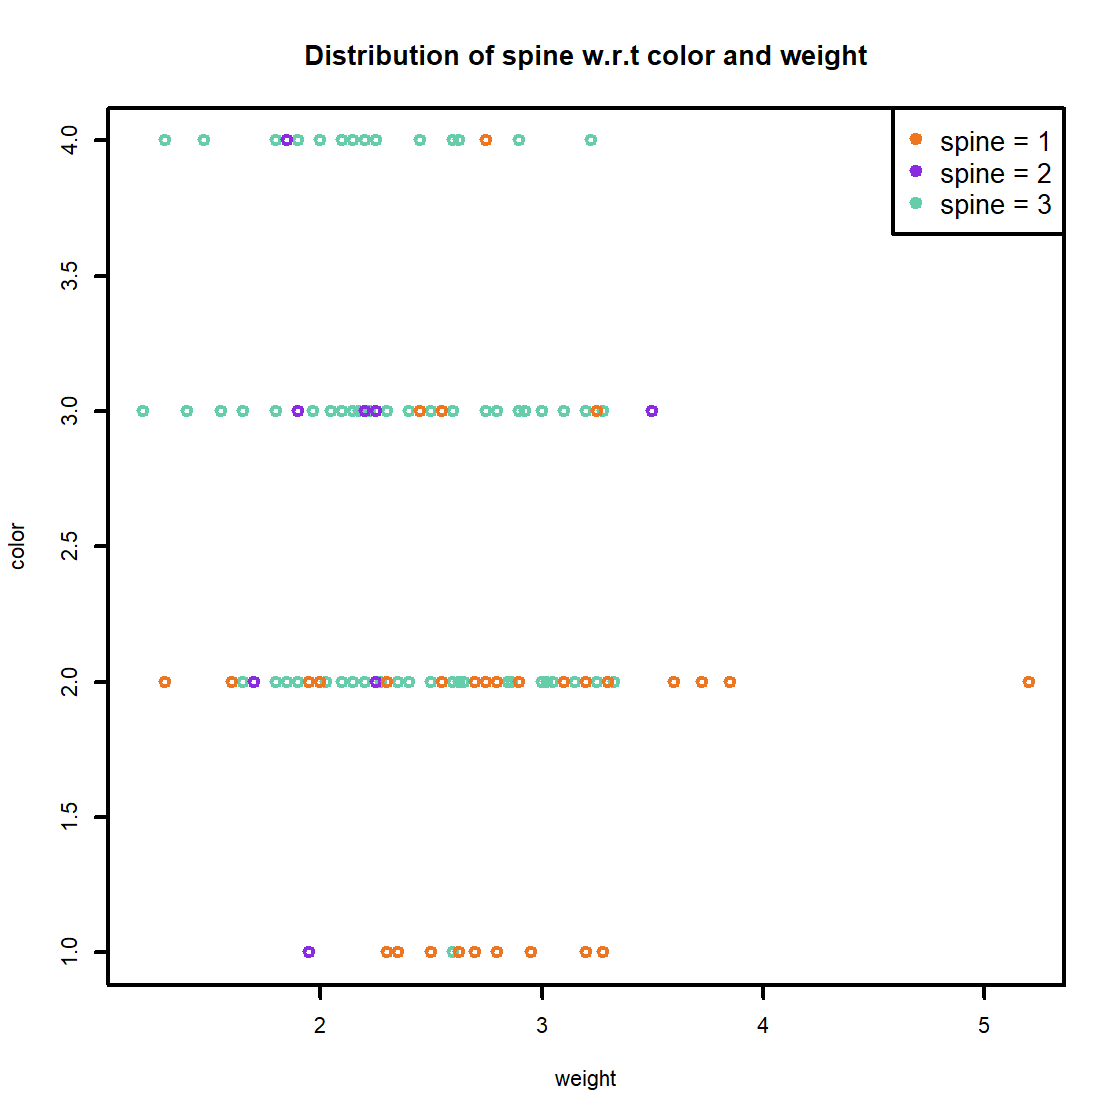 Distribution of spine w.r.t color and weight
spine = 1
spine = 2
spine = 3
4.0
3.5
3.0
2.5
2.0
1.5
1.0
color
2
3
4
5
weight